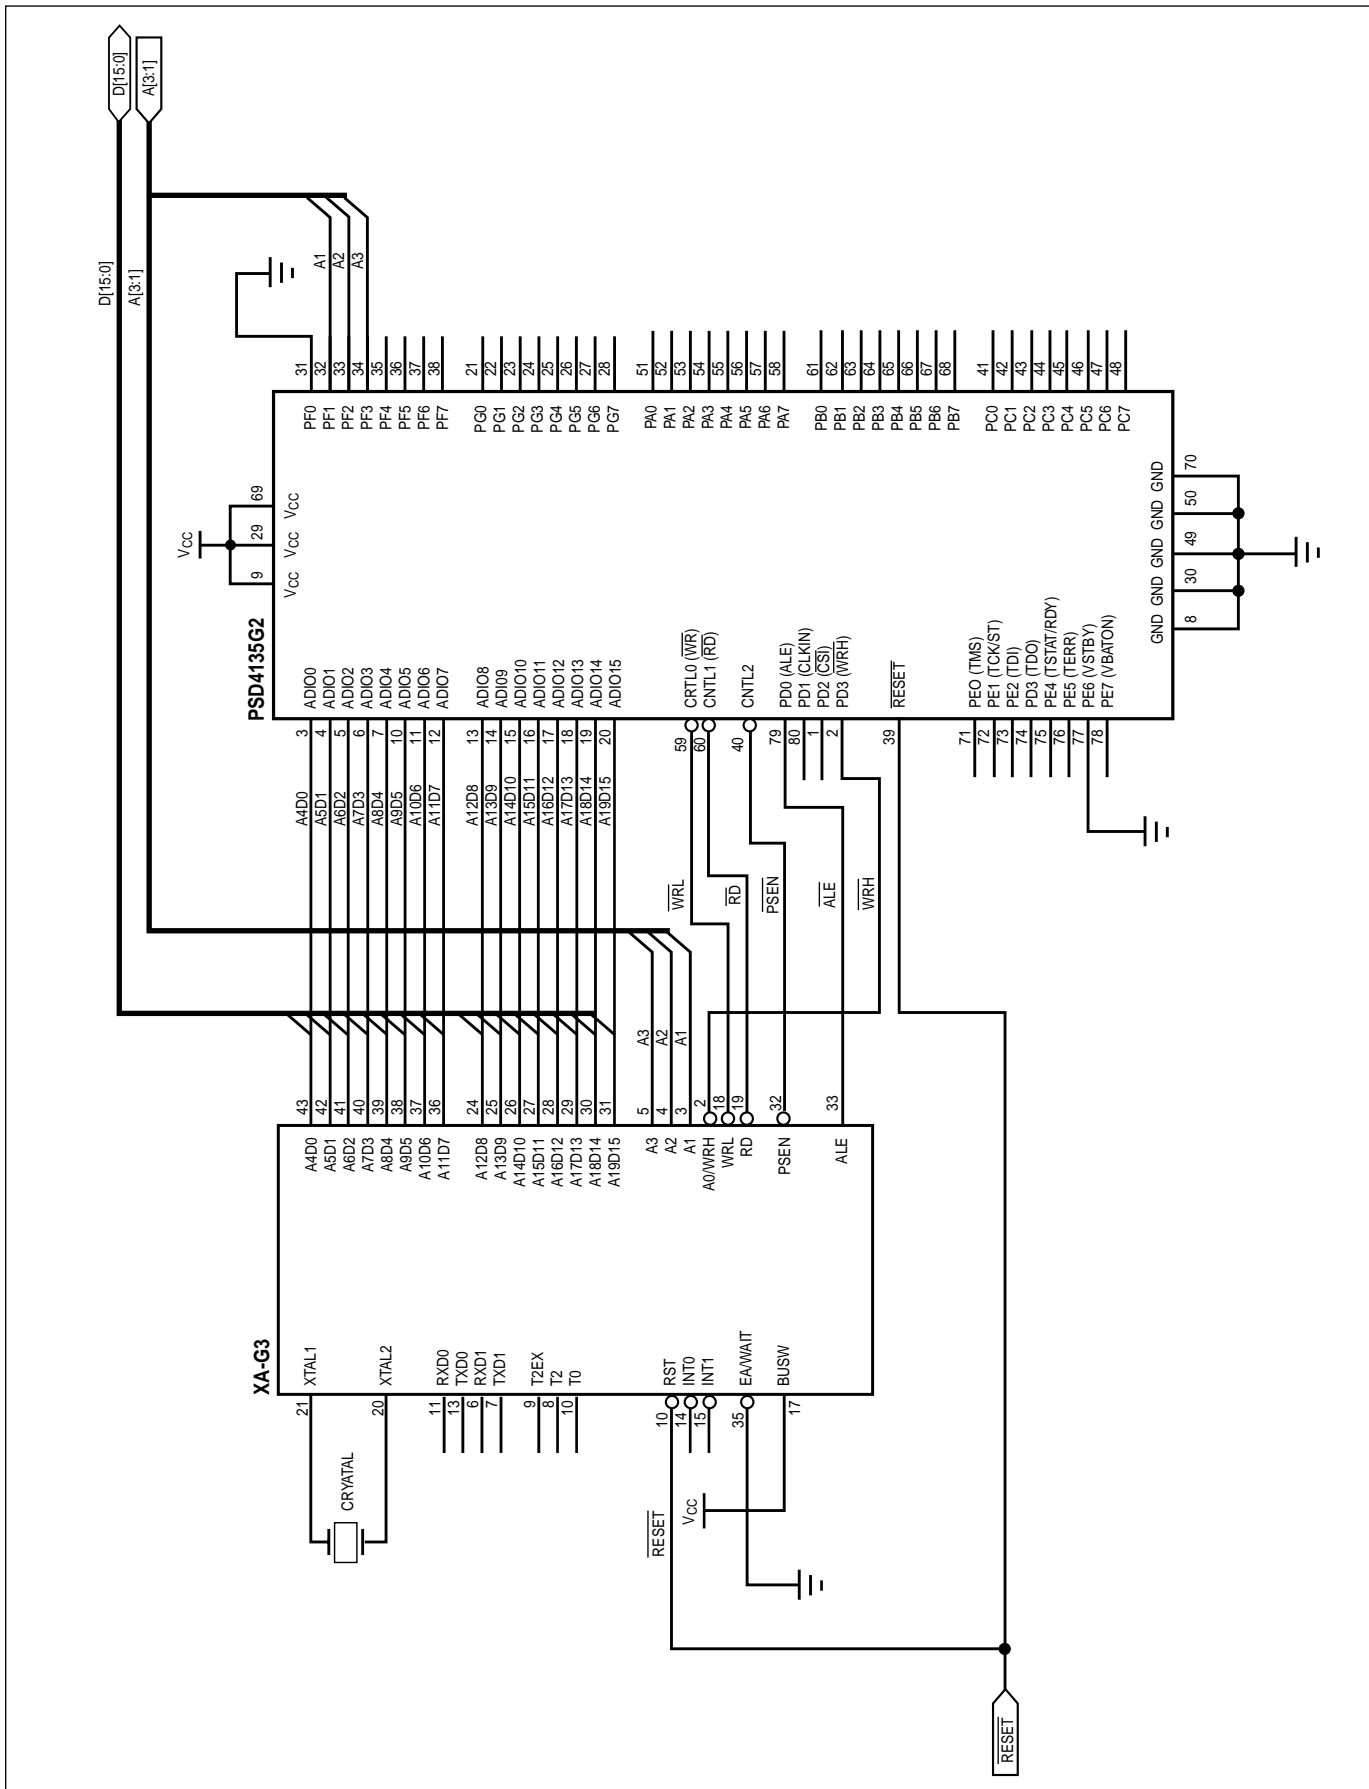 D[15:0]
A[3:1]
D[15:0]
A[3:1]
XA-G3
CRYATAL
21 XTAL1
20 XTAL2
11 RXD0
13 TXD0
6 RXD1
7 TXD1
9 T2EX
8 T2
10 T0
RESET
10 RST
14 INT0
15 INT1
35 EA/WAIT
VCC
17 BUSW
RESET
A4D0 43
A5D1 42
A6D2 41
A7D3 40
A8D4 39
A9D5 38
A10D6 37
A11D7 36
A12D8 24
A13D9 25
A14D10 26
A15D11 27
A16D12 28
A17D13 29
A18D14 30
A19D15 31
A3 5 A3
A2 4 A2
A1 3 A1
A0/WRH 2
WRL 18
RD 19
PSEN 32
ALE 33
A4D0
A5D1
A6D2
A7D3
A8D4
A9D5
A10D6
A11D7
A12D8
A13D9
A14D10
A15D11
A16D12
A17D13
A18D14
A19D15
WRL
RD
PSEN
ALE
WRH
PSD4135G2
VCC
9 29 69
VCC VCC VCC
3 ADIO0
4 ADIO1
5 ADIO2
6 ADIO3
7 ADIO4
10 ADIO5
11 ADIO6
12 ADIO7
13 ADIO8
14 ADI09
15 ADIO10
16 ADIO11
17 ADIO12
18 ADIO13
19 ADIO14
20 ADIO15
59 CRTL0 (WR)
60 CNTL1 (RD)
40 CNTL2
79 PD0 (ALE)
80 PD1 (CLKIN)
1 PD2 (CSI)
2 PD3 (WRH)
39 RESET
71 PEO (TMS)
72 PE1 (TCK/ST)
73 PE2 (TDI)
74 PD3 (TDO)
75 PE4 (TSTAT/RDY)
76 PE5 (TERR)
77 PE6 (VSTBY)
78 PE7 (VBATON)
PF0 31
PF1 32 A1
PF2 33 A2
PF3 34 A3
PF4 35
PF5 36
PF6 37
PF7 38
PG0 21
PG1 22
PG2 23
PG3 24
PG4 25
PG5 26
PG6 27
PG7 28
PA0 51
PA1 52
PA2 53
PA3 54
PA4 55
PA5 56
PA6 57
PA7 58
PB0 61
PB1 62
PB2 63
PB3 64
PB4 65
PB5 66
PB6 67
PB7 68
PC0 41
PC1 42
PC2 43
PC3 44
PC4 45
PC5 46
PC6 47
PC7 48
GND GND GND GND GND
8 30 49 50 70